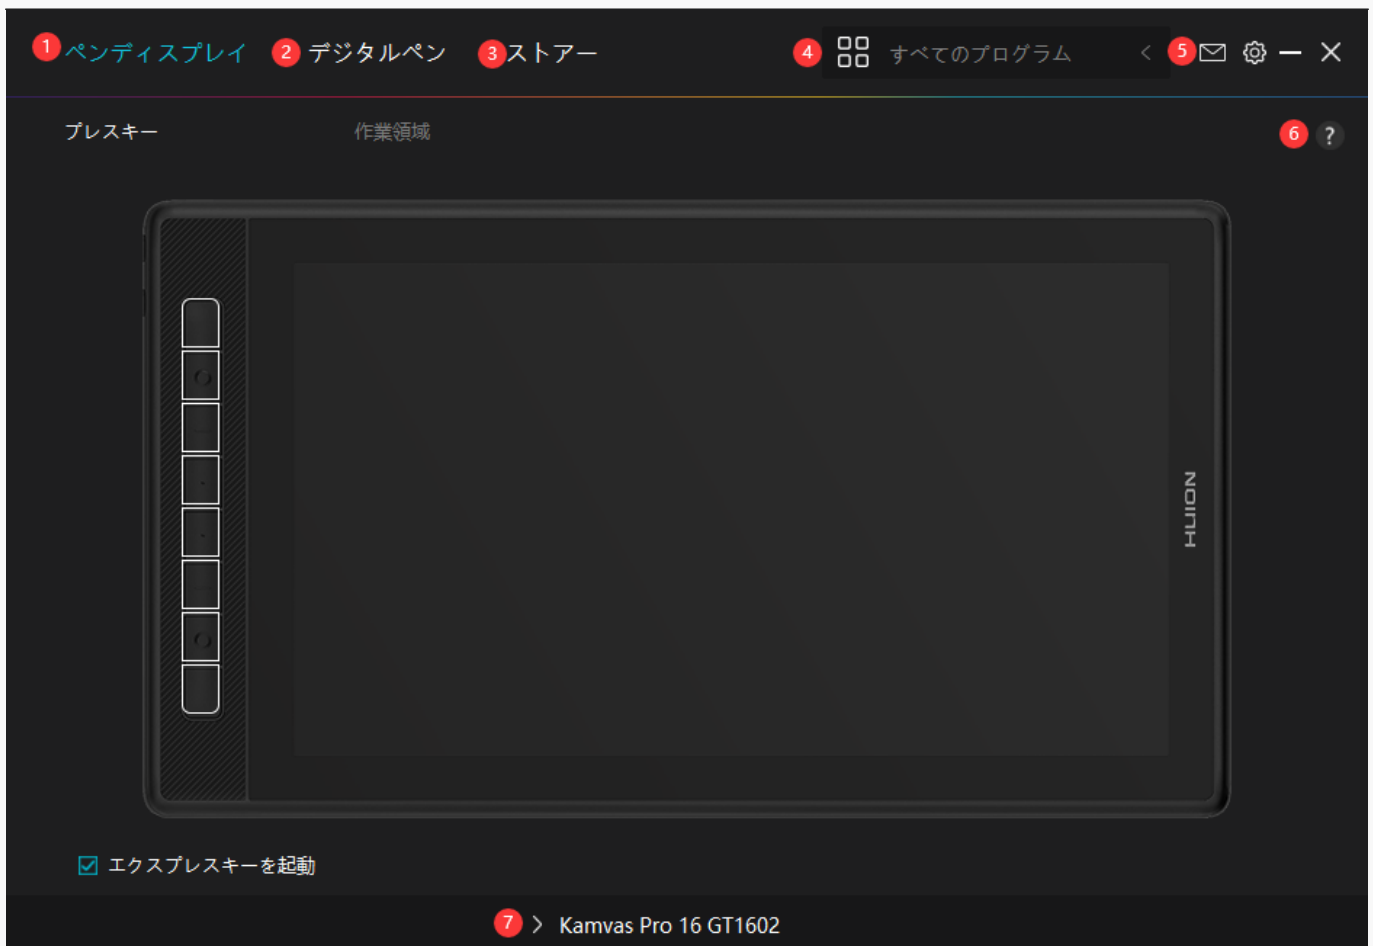 1 ペンディスプレイ 2 デジタルペン 3 ストアー 4 すべてのプログラム < 5
プレスキー 作業領域 6 ?
HUION
エクスプレスキーを起動
7 > Kamvas Pro 16 GT1602